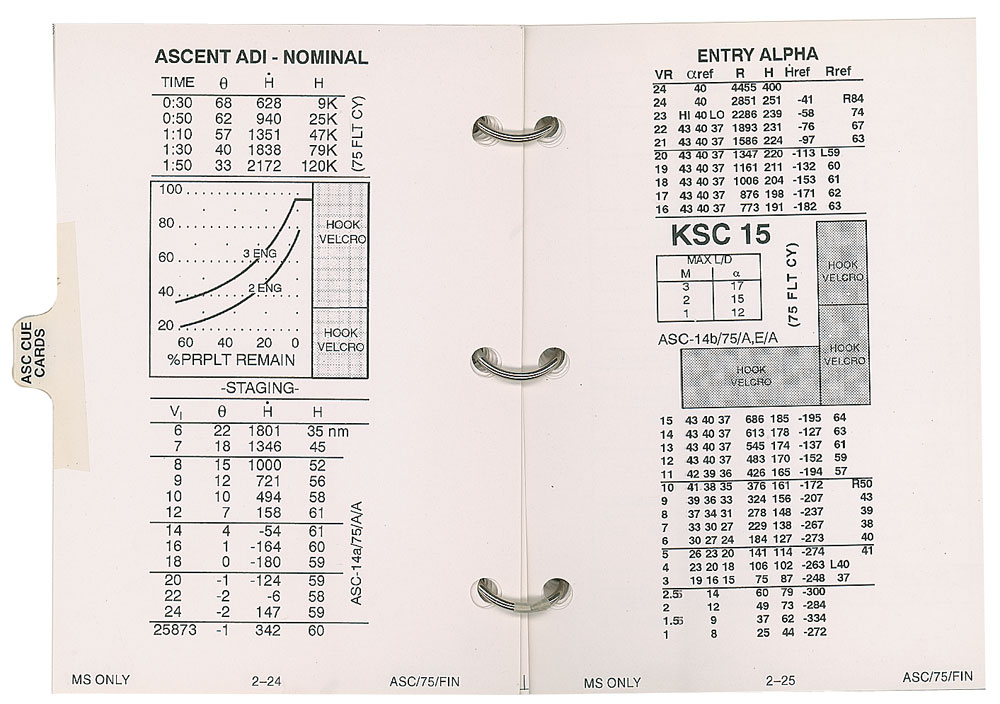 ASC CUE
CARDS
ASCENT ADI - NOMINAL
TIME θ Ḣ H
0:30 68 628 9K
0:50 62 940 25K
1:10 57 1351 47K
1:30 40 1838 79K
1:50 33 2172 120K
(75 FLT CY)
100
80
60
40
20
3 ENG
2 ENG
HOOK
VELCRO
HOOK
VELCRO
60 40 20 0
%PRPLT REMAIN
-STAGING-
VI θ Ḣ H
6 22 1801 35 nm
7 18 1346 45
8 15 1000 52
9 12 721 56
10 10 494 58
12 7 158 61
14 4 -54 61
16 1 -164 60
18 0 -180 59
20 -1 -124 59
22 -2 -6 58
24 -2 147 59
25873 -1 342 60
ASC-14a/75/A/A
MS ONLY 2-24 ASC/75/FIN
ENTRY ALPHA
VR αref R H Ḣref Rref
24 40 4455 400
24 40 2851 251 -41 R84
23 HI 40 LO 2286 239 -58 74
22 43 40 37 1893 231 -76 67
21 43 40 37 1586 224 -97 63
20 43 40 37 1347 220 -113 L59
19 43 40 37 1161 211 -132 60
18 43 40 37 1006 204 -153 61
17 43 40 37 876 198 -171 62
16 43 40 37 773 191 -182 63
KSC 15
MAX L/D
M α
3 17
2 15
1 12
(75 FLT CY)
HOOK
VELCRO
ASC-14b/75/A,E/A
HOOK
VELCRO
HOOK
VELCRO
15 43 40 37 686 185 -195 64
14 43 40 37 613 178 -127 63
13 43 40 37 545 174 -137 61
12 43 40 37 483 170 -152 59
11 42 39 36 426 165 -194 57
10 41 38 35 376 161 -172 R50
9 39 36 33 324 156 -207 43
8 37 34 31 278 148 -237 39
7 33 30 27 229 138 -267 38
6 30 27 24 184 127 -273 40
5 26 23 20 141 114 -274 41
4 23 20 18 106 102 -263 L40
3 19 16 15 75 87 -248 37
2.5 14 60 79 -300
2 12 49 73 -284
1.5 9 37 62 -334
1 8 25 44 -272
MS ONLY 2-25 ASC/75/FIN